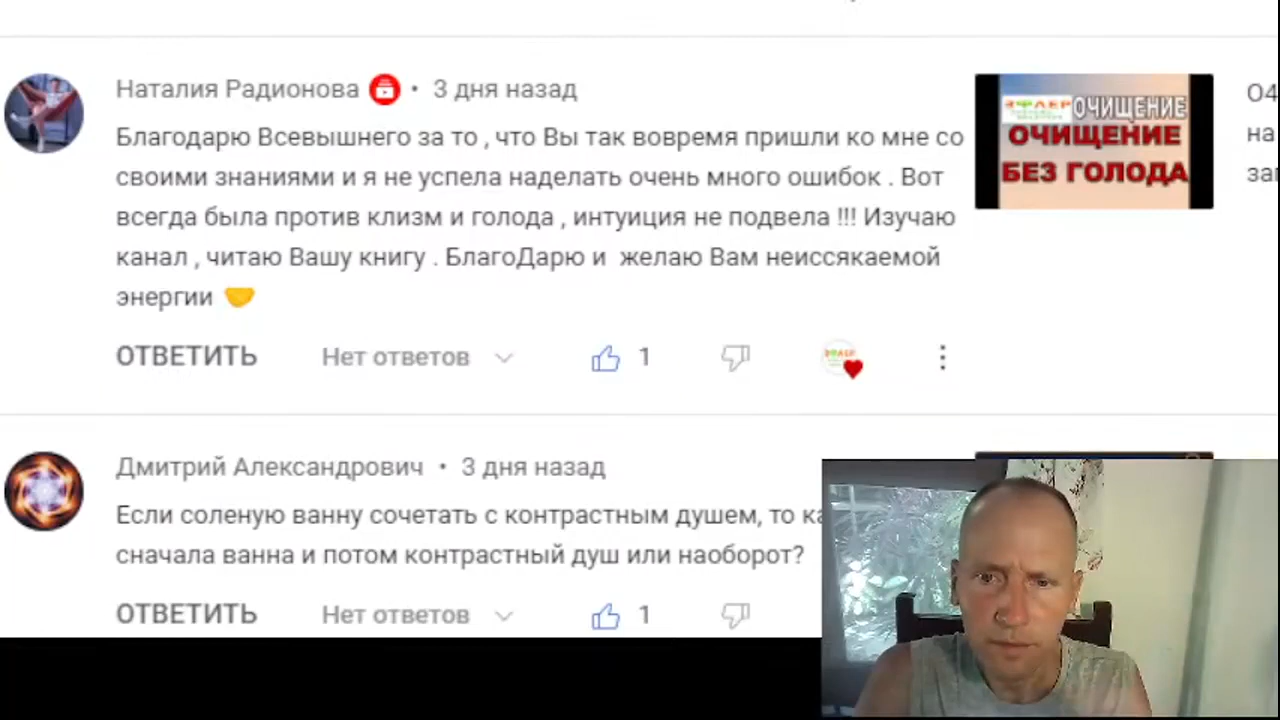 Наталия Радионова • 3 дня назад
Благодарю Всевышнего за то , что Вы так вовремя пришли ко мне со
своими знаниями и я не успела наделать очень много ошибок . Вот
всегда была против клизм и голода , интуиция не подвела !!! Изучаю
канал , читаю Вашу книгу . БлагоДарю и желаю Вам неиссякаемой
энергии
ОТВЕТИТЬ Нет ответов 1
ОЧИЩЕНИЕ
ОЧИЩЕНИЕ
БЕЗ ГОЛОДА
на
Дмитрий Александрович • 3 дня назад
Если соленую ванну сочетать с контрастным душем, то
сначала ванна и потом контрастный душ или наоборот?
ОТВЕТИТЬ Нет ответов 1